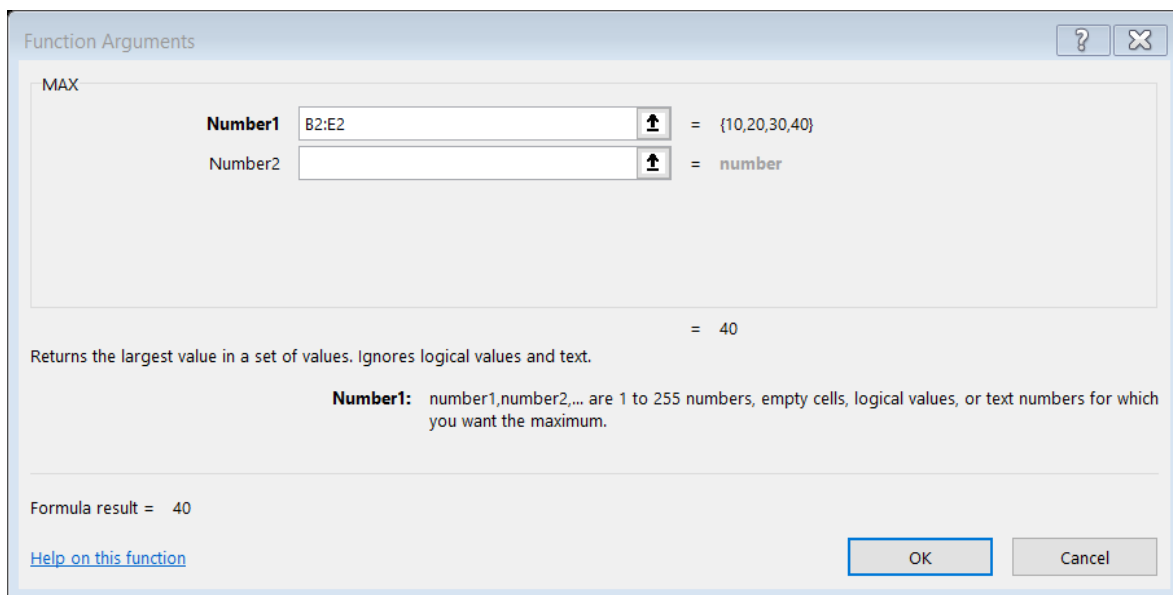 Function Arguments
MAX
Number1 B2:E2 = {10,20,30,40}
Number2 = number
= 40
Returns the largest value in a set of values. Ignores logical values and text.
Number1: number1,number2,... are 1 to 255 numbers, empty cells, logical values, or text numbers for which
you want the maximum.
Formula result = 40
Help on this function
OK Cancel